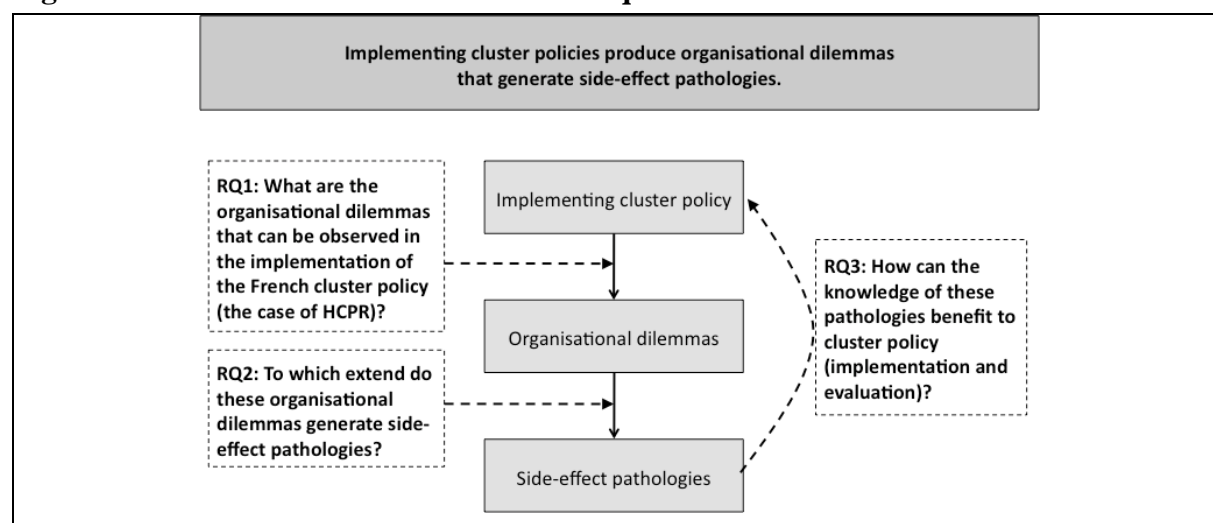 Implementing cluster policies produce organisational dilemmas
that generate side-effect pathologies.
RQ1: What are the
organisational dilemmas
that can be observed in
the implementation of
the French cluster policy
(the case of HCPR)?
Implementing cluster policy
RQ3: How can the
knowledge of these
pathologies benefit to
cluster policy
(implementation and
evaluation)?
Organisational dilemmas
RQ2: To which extend do
these organisational
dilemmas generate side-
effect pathologies?
Side-effect pathologies